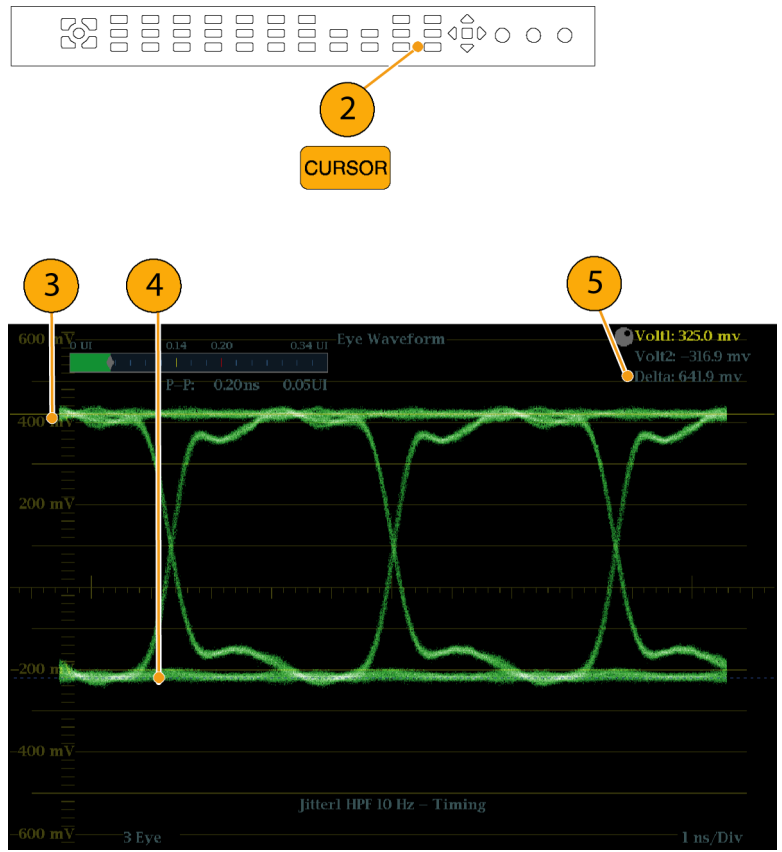 2
CURSOR
3
4
5
600 mV
0 UI
0.14
0.20
0.34 UI
Eye Waveform
Volt1: 325.0 mv
Volt2: –316.9 mv
P–P: 0.20ns 0.05UI
Delta: 641.9 mv
400 mV
200 mV
–200 mV
–400 mV
Jitter1 HPF 10 Hz – Timing
–600 mV
3 Eye
1 ns/Div